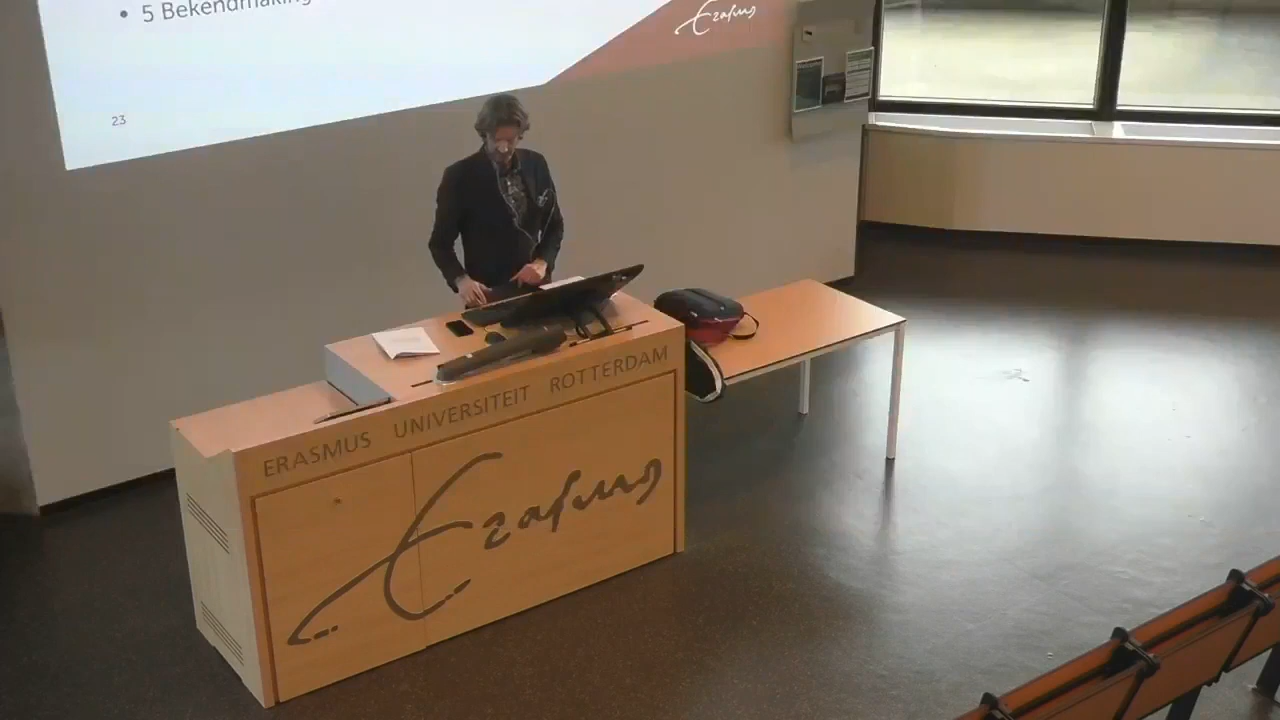 • 5 Bekendmaking
Erasmus
23
ERASMUS UNIVERSITEIT ROTTERDAM
Erasmus